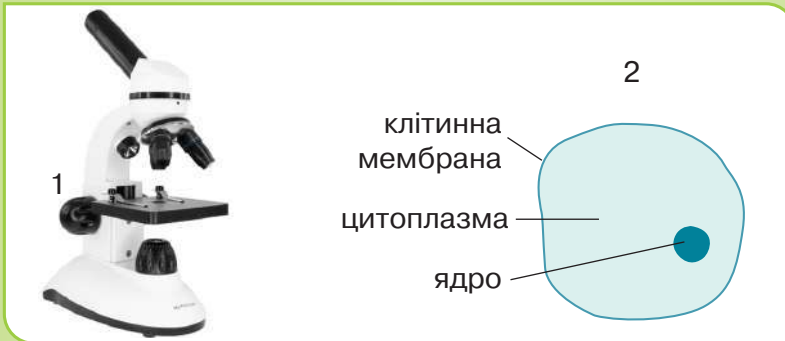 1
2
клітинна
мембрана
цитоплазма
ядро